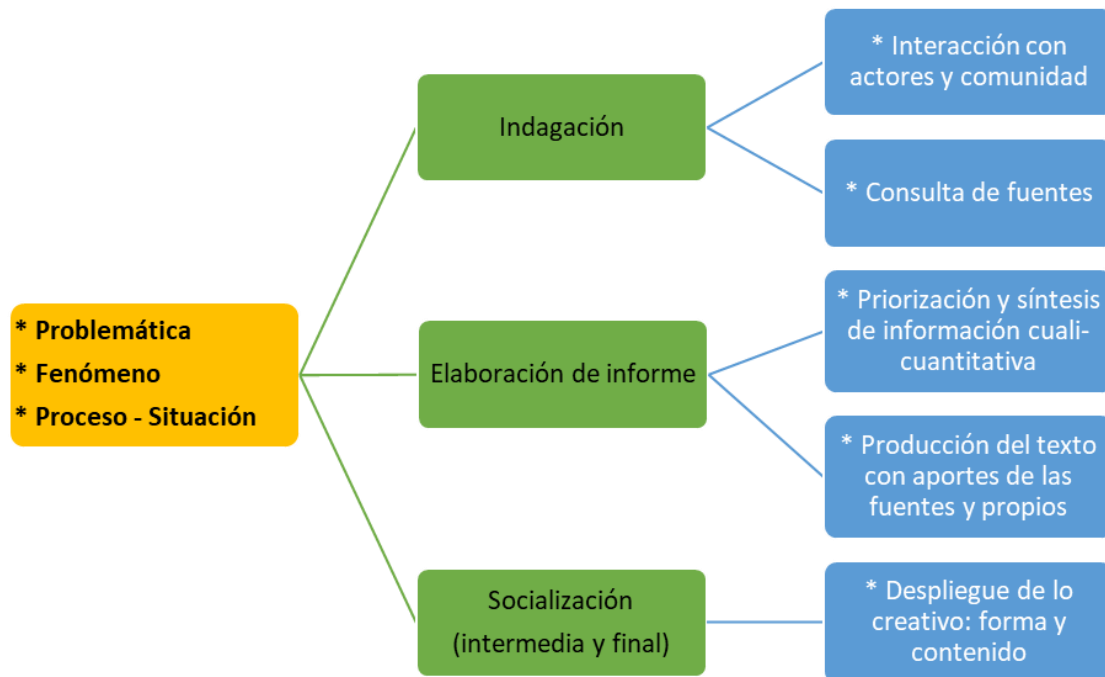 * Problemática
* Fenómeno
* Proceso - Situación
Indagación
* Interacción con
actores y comunidad
* Consulta de fuentes
Elaboración de informe
* Priorización y síntesis
de información cuali-
cuantitativa
* Producción del texto
con aportes de las
fuentes y propios
Socialización
(intermedia y final)
* Despliegue de lo
creativo: forma y
contenido